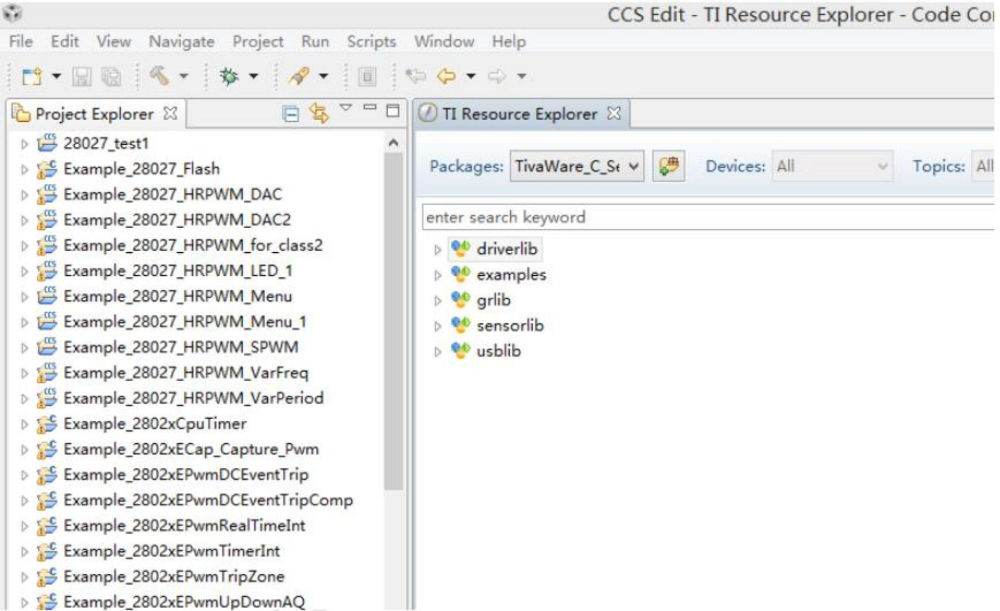 CCS Edit - TI Resource Explorer - Code Co
File Edit View Navigate Project Run Scripts Window Help
Project Explorer
28027_test1
Example_28027_Flash
Example_28027_HRPWM_DAC
Example_28027_HRPWM_DAC2
Example_28027_HRPWM_for_class2
Example_28027_HRPWM_LED_1
Example_28027_HRPWM_Menu
Example_28027_HRPWM_Menu_1
Example_28027_HRPWM_SPWM
Example_28027_HRPWM_VarFreq
Example_28027_HRPWM_VarPeriod
Example_2802xCpuTimer
Example_2802xECap_Capture_Pwm
Example_2802xEPwmDCEventTrip
Example_2802xEPwmDCEventTripComp
Example_2802xEPwmRealTimeInt
Example_2802xEPwmTimerInt
Example_2802xEPwmTripZone
Example_2802xEPwmUpDownAQ
TI Resource Explorer
Packages: TivaWare_C_Se Devices: All Topics: All
enter search keyword
driverlib
examples
grlib
sensorlib
usblib